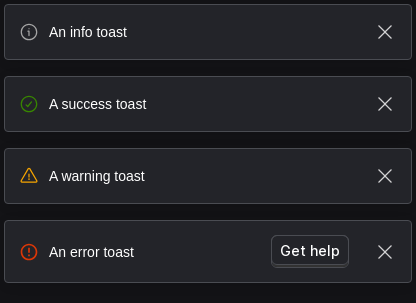 An info toast
A success toast
A warning toast
An error toast
Get help